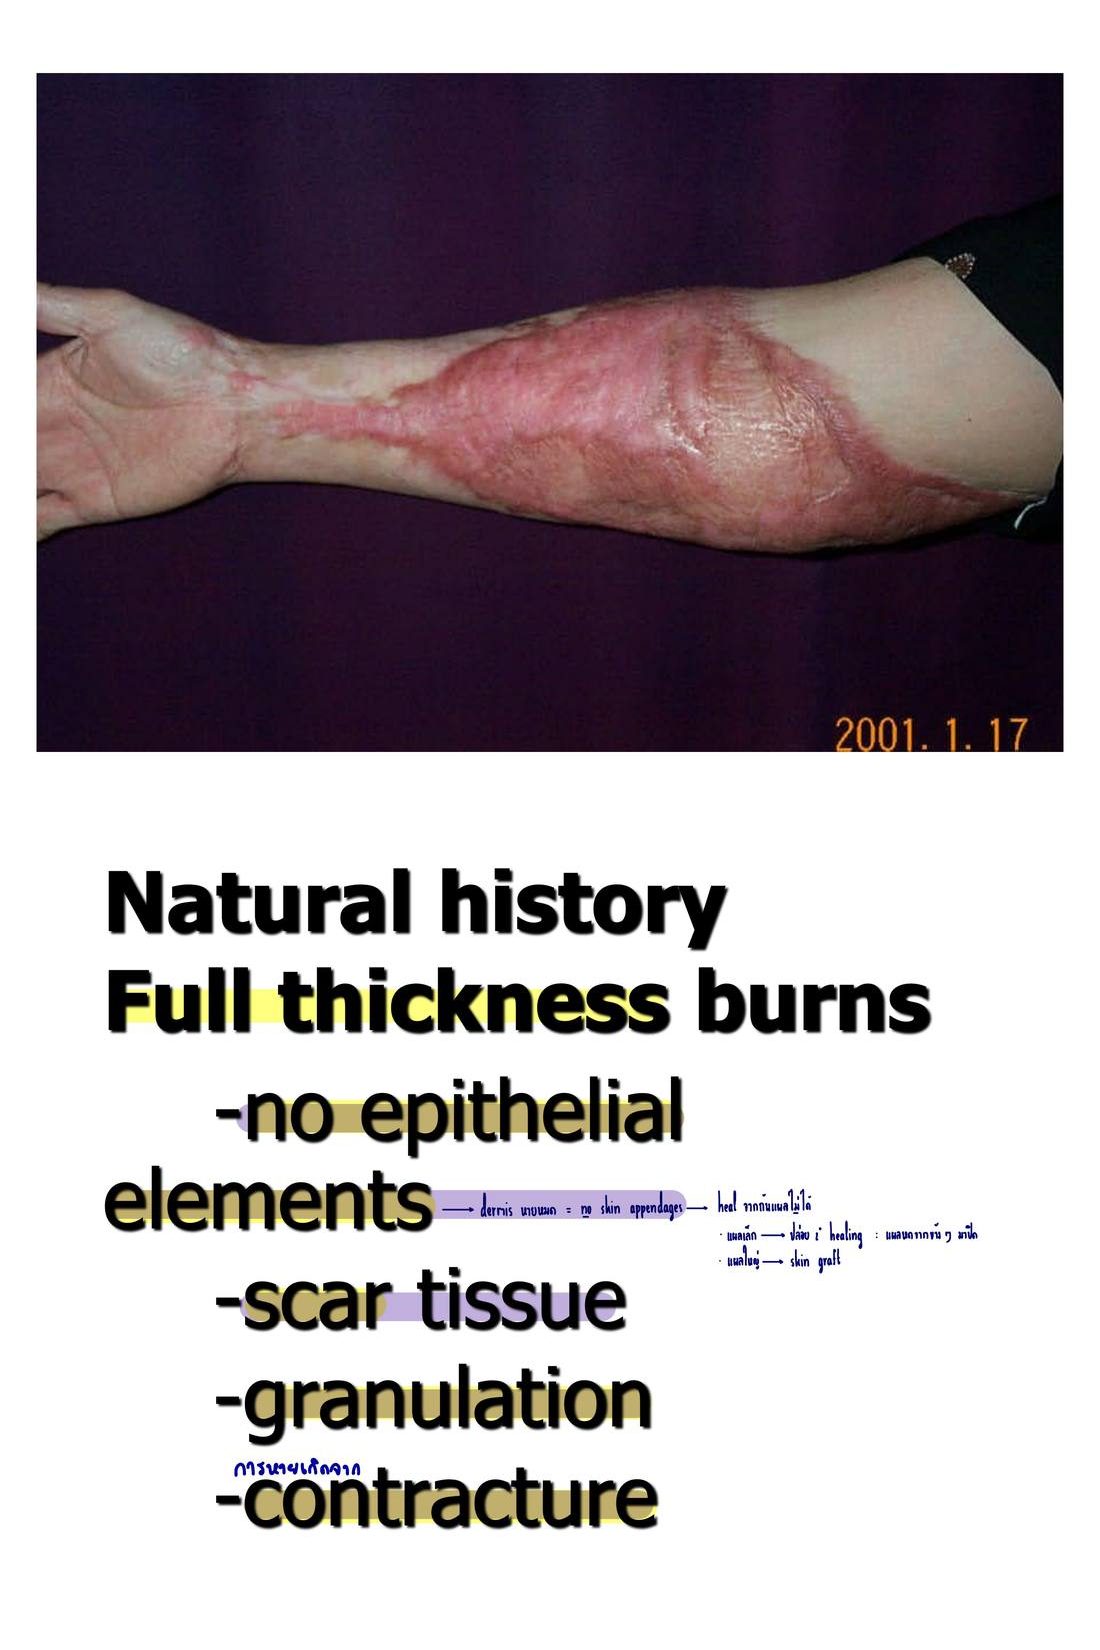 2001. 1. 17
Natural history
Full thickness burns
-no epithelial
elements → dermis หายหมด = no skin appendages → heal จากก้นแผลไม่ได้
· แผลเล็ก → ปล่อย ๆ healing : แผลหดจากข้าง ๆ มาปิด
· แผลใหญ่ → skin graft
-scar tissue
-granulation
การหายเกิดจาก
-contracture